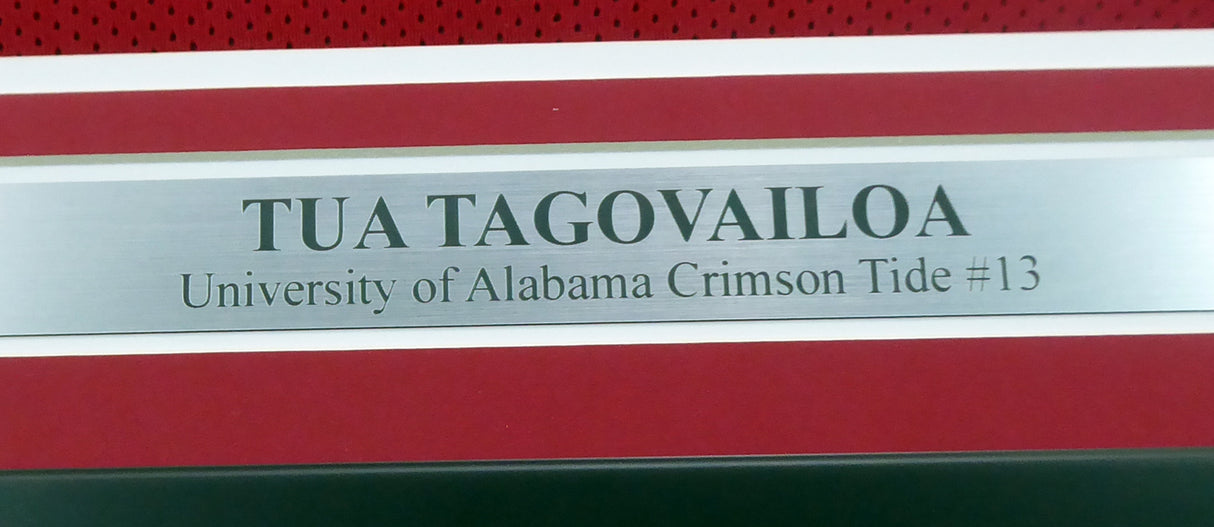 TUA TAGOVAILOA
University of Alabama Crimson Tide #13